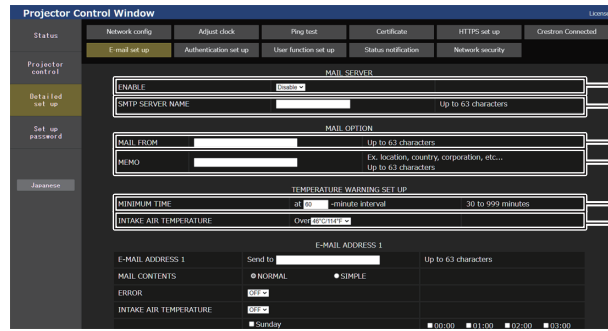 Projector Control Window
License
Status
Network config
Adjust clock
Ping test
Certificate
HTTPS set up
Crestron Connected
E-mail set up
Authentication set up
User function set up
Status notification
Network security
Projector
control
Detailed
set up
Set up
password
Japanese
MAIL SERVER
ENABLE
Disable
SMTP SERVER NAME
Up to 63 characters
MAIL OPTION
MAIL FROM
Up to 63 characters
MEMO
Ex. location, country, corporation, etc...
Up to 63 characters
TEMPERATURE WARNING SET UP
MINIMUM TIME
at 60 -minute interval
30 to 999 minutes
INTAKE AIR TEMPERATURE
Over 46°C/114°F
E-MAIL ADDRESS 1
E-MAIL ADDRESS 1
Send to
Up to 63 characters
MAIL CONTENTS
NORMAL
SIMPLE
ERROR
OFF
INTAKE AIR TEMPERATURE
OFF
Sunday
00:00 01:00 02:00 03:00